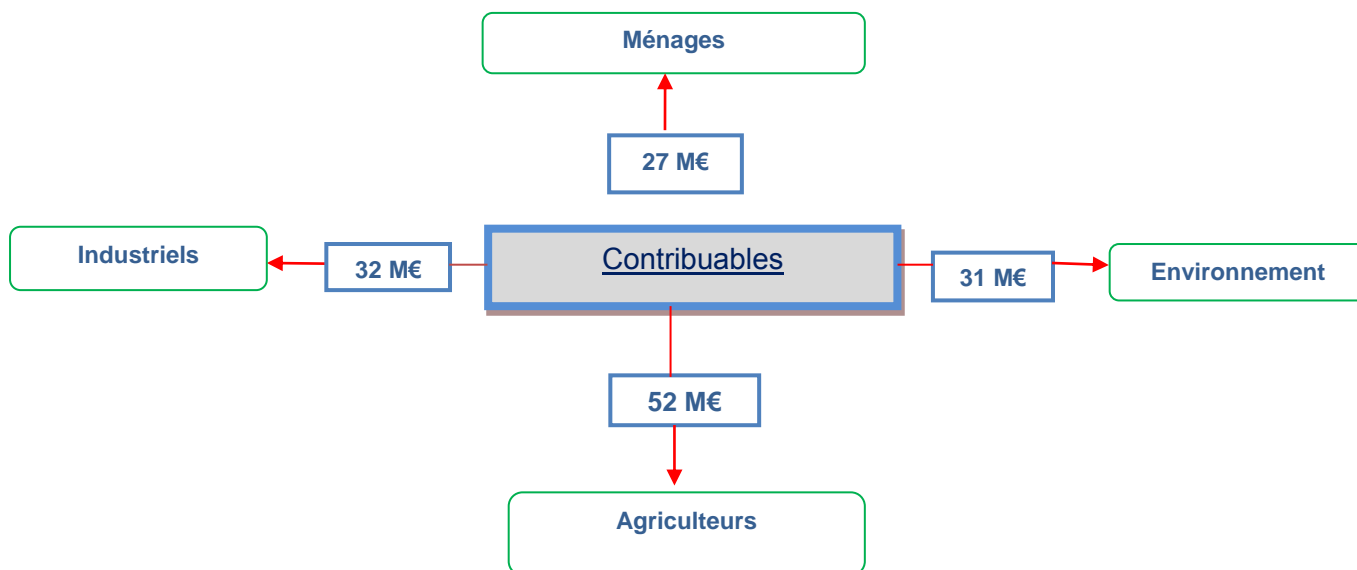 Ménages
27 M€
Industriels
32 M€
Contribuables
31 M€
Environnement
52 M€
Agriculteurs